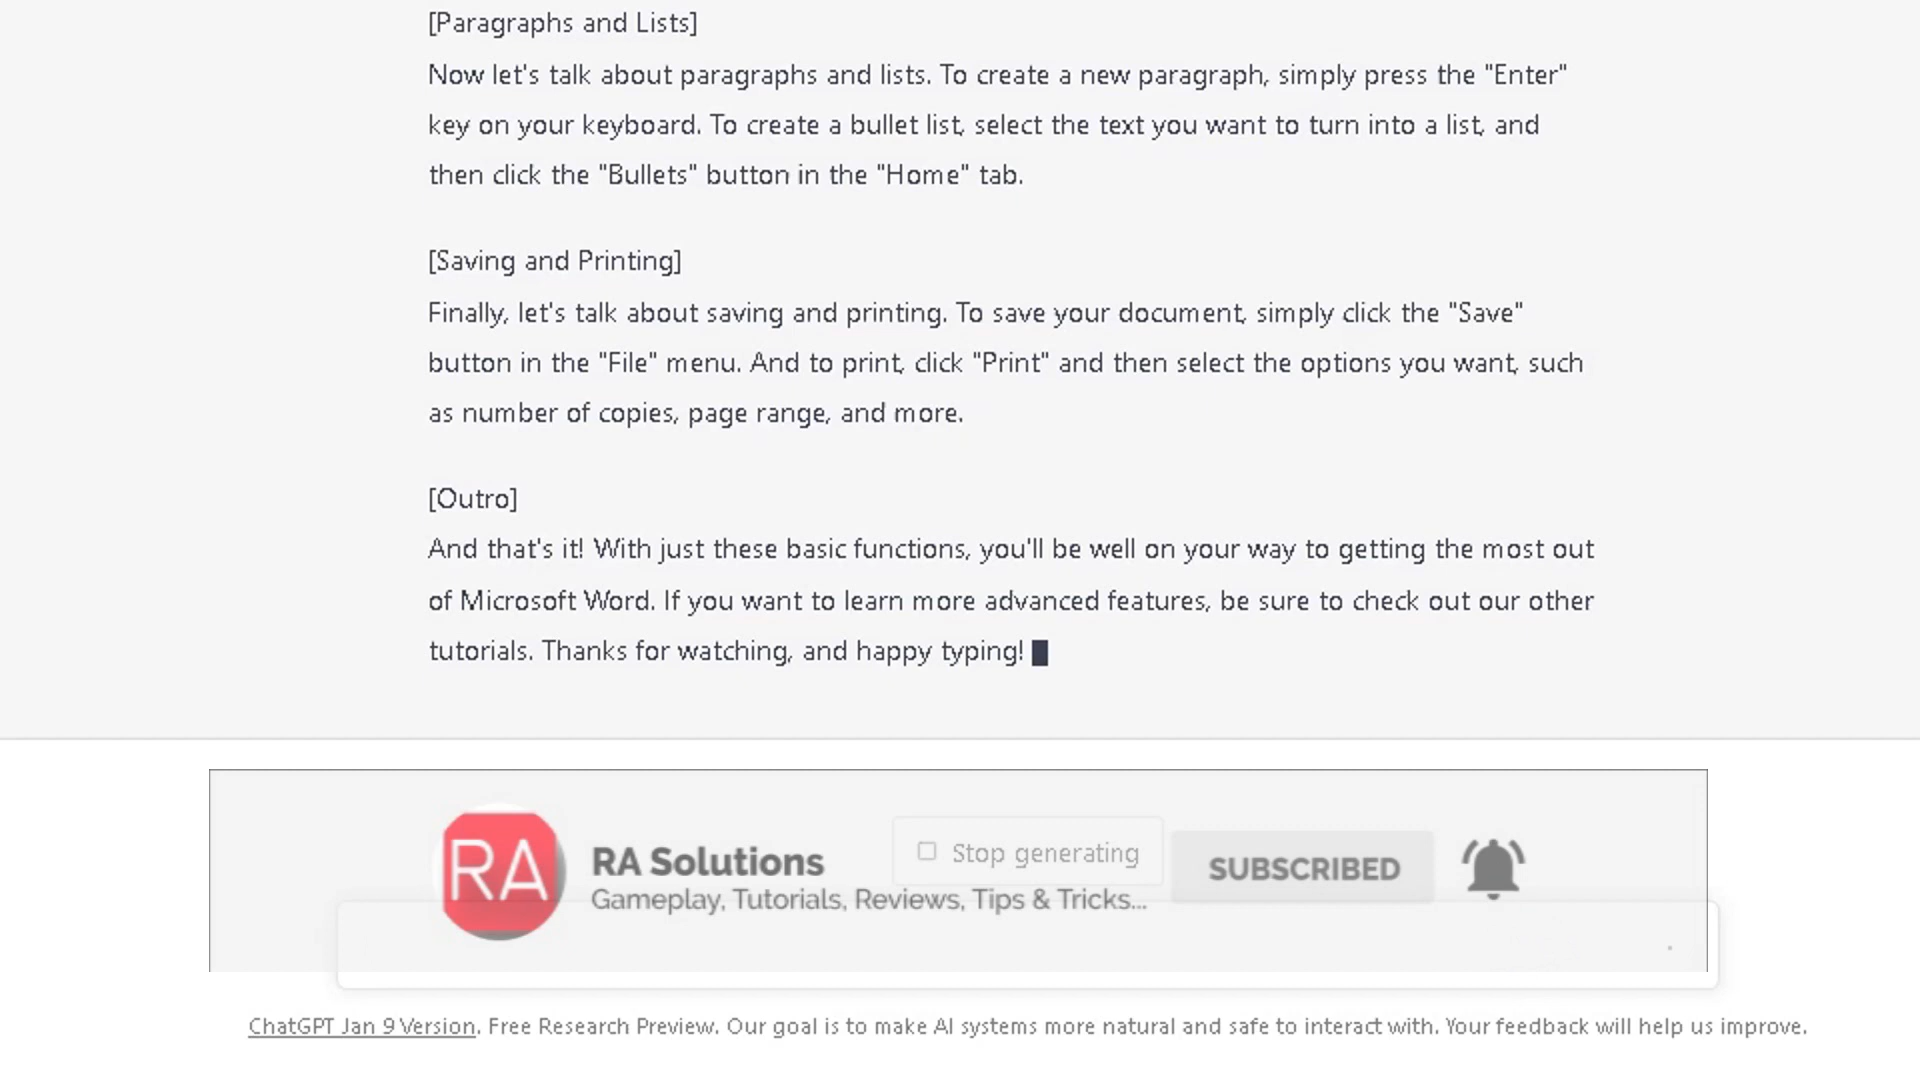 [Paragraphs and Lists]
Now let's talk about paragraphs and lists. To create a new paragraph, simply press the "Enter"
key on your keyboard. To create a bullet list, select the text you want to turn into a list, and
then click the "Bullets" button in the "Home" tab.
[Saving and Printing]
Finally, let's talk about saving and printing. To save your document, simply click the "Save"
button in the "File" menu. And to print, click "Print" and then select the options you want, such
as number of copies, page range, and more.
[Outro]
And that's it! With just these basic functions, you'll be well on your way to getting the most out
of Microsoft Word. If you want to learn more advanced features, be sure to check out our other
tutorials. Thanks for watching, and happy typing!
RA
RA Solutions
Gameplay, Tutorials, Reviews, Tips & Tricks...
Stop generating
SUBSCRIBED
ChatGPT Jan 9 Version. Free Research Preview. Our goal is to make AI systems more natural and safe to interact with. Your feedback will help us improve.